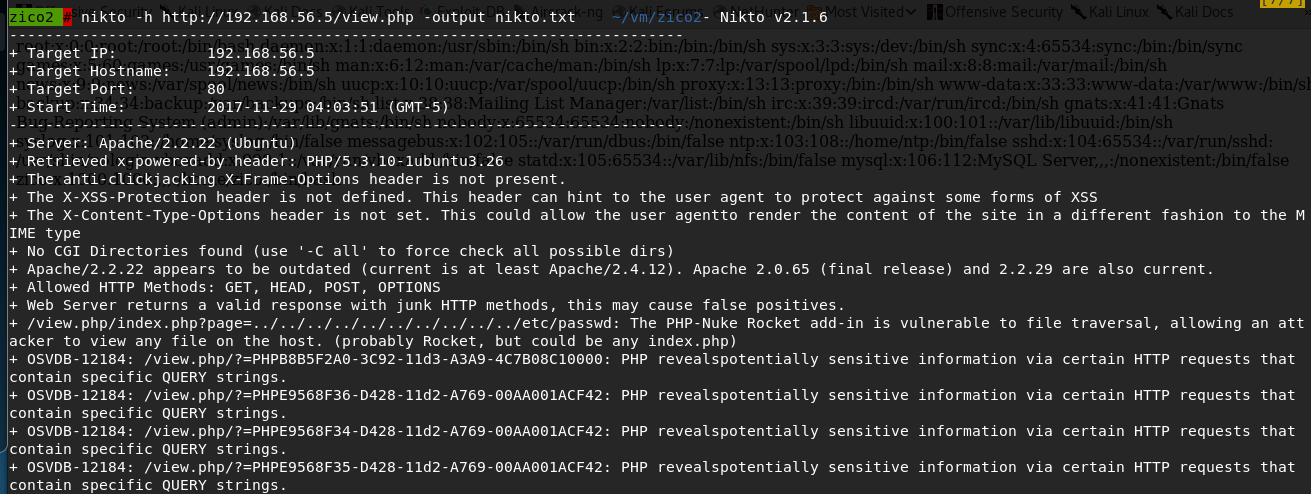 zico2 # nikto -h http://192.168.56.5/view.php -output nikto.txt ~/vm/zico2- Nikto v2.1.6
---------------------------------------------------------------------------
+ Target IP: 192.168.56.5
+ Target Hostname: 192.168.56.5
+ Target Port: 80
+ Start Time: 2017-11-29 04:03:51 (GMT-5)
---------------------------------------------------------------------------
+ Server: Apache/2.2.22 (Ubuntu)
+ Retrieved x-powered-by header: PHP/5.3.10-1ubuntu3.26
+ The anti-clickjacking X-Frame-Options header is not present.
+ The X-XSS-Protection header is not defined. This header can hint to the user agent to protect against some forms of XSS
+ The X-Content-Type-Options header is not set. This could allow the user agentto render the content of the site in a different fashion to the M
IME type
+ No CGI Directories found (use '-C all' to force check all possible dirs)
+ Apache/2.2.22 appears to be outdated (current is at least Apache/2.4.12). Apache 2.0.65 (final release) and 2.2.29 are also current.
+ Allowed HTTP Methods: GET, HEAD, POST, OPTIONS
+ Web Server returns a valid response with junk HTTP methods, this may cause false positives.
+ /view.php/index.php?page=../../../../../../../../../../etc/passwd: The PHP-Nuke Rocket add-in is vulnerable to file traversal, allowing an att
acker to view any file on the host. (probably Rocket, but could be any index.php)
+ OSVDB-12184: /view.php/?=PHPB8B5F2A0-3C92-11d3-A3A9-4C7B08C10000: PHP revealspotentially sensitive information via certain HTTP requests that
contain specific QUERY strings.
+ OSVDB-12184: /view.php/?=PHPE9568F36-D428-11d2-A769-00AA001ACF42: PHP revealspotentially sensitive information via certain HTTP requests that
contain specific QUERY strings.
+ OSVDB-12184: /view.php/?=PHPE9568F34-D428-11d2-A769-00AA001ACF42: PHP revealspotentially sensitive information via certain HTTP requests that
contain specific QUERY strings.
+ OSVDB-12184: /view.php/?=PHPE9568F35-D428-11d2-A769-00AA001ACF42: PHP revealspotentially sensitive information via certain HTTP requests that
contain specific QUERY strings.